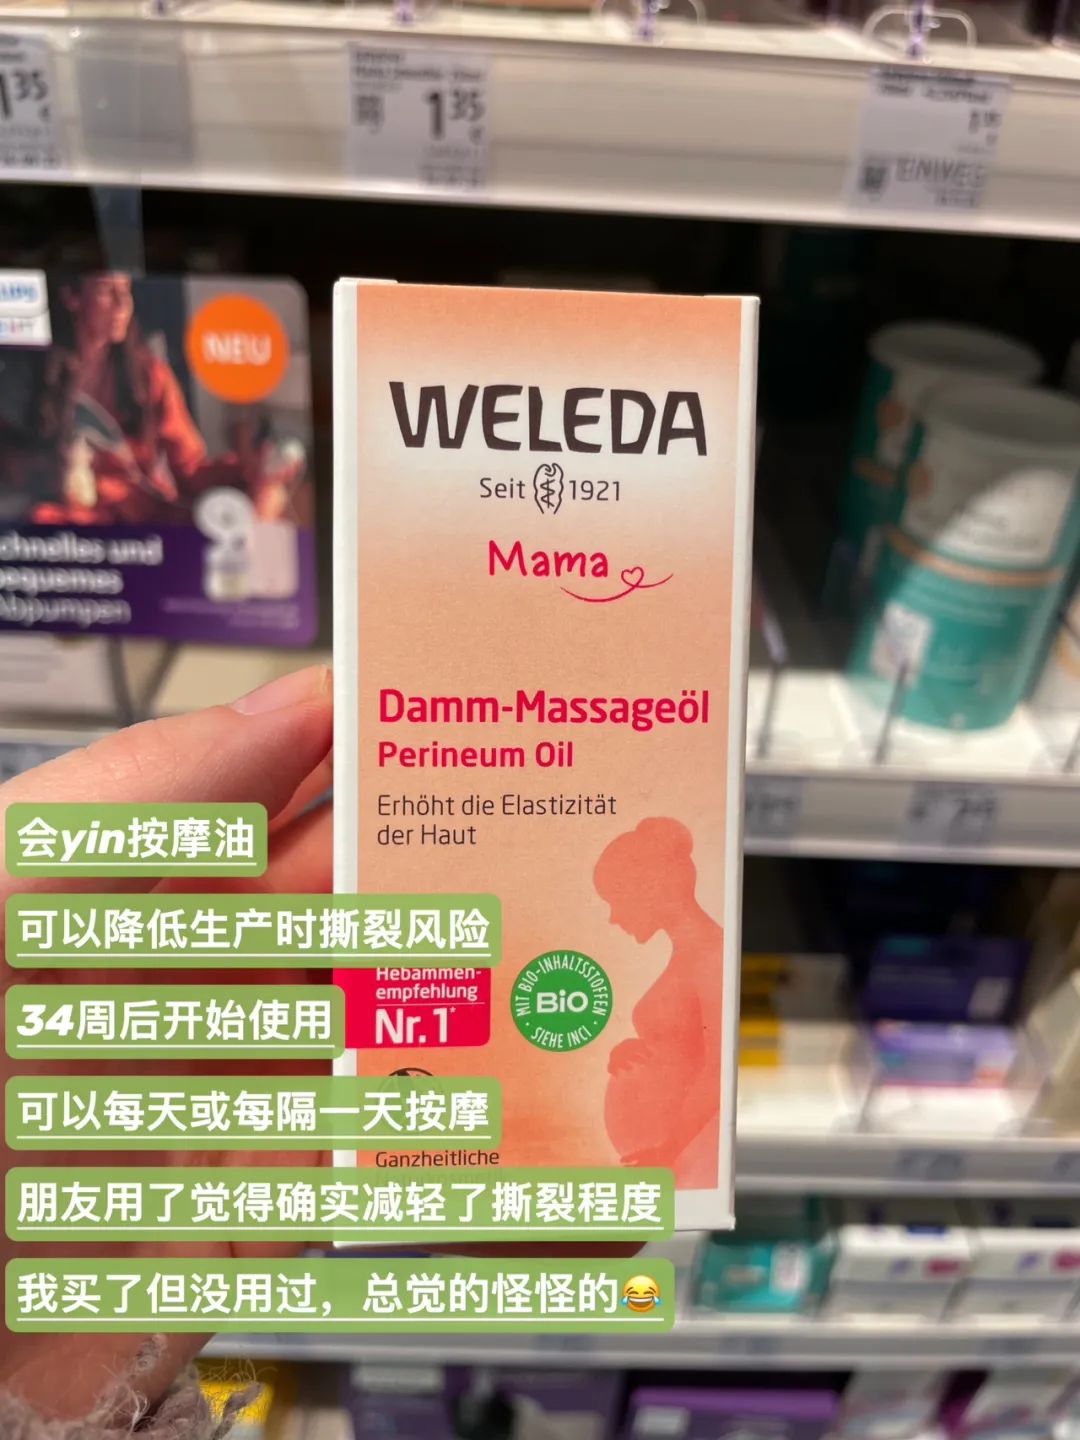 135
135
€
NEU
WELEDA
Seit 1921
Mama
Damm-Massageöl
Perineum Oil
Erhöht die Elastizität
der Haut
会yin按摩油
可以降低生产时撕裂风险
Hebammen-
empfehlung
Nr.1*
MIT BIO-INHALTSSTOFFEN
BiO
SIEHE INCI
34周后开始使用
可以每天或每隔一天按摩
Ganzheitliche
朋友用了觉得确实减轻了撕裂程度
我买了但没用过，总觉的怪怪的😂